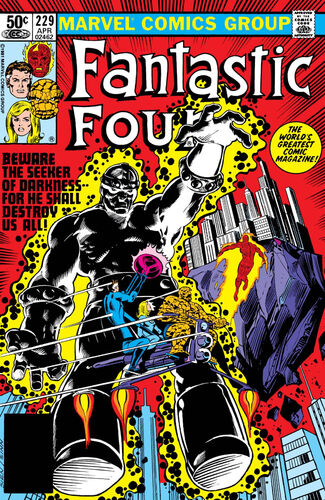 50¢
229
APR
02462
MARVEL COMICS GROUP
Fantastic
Four
THE WORLD'S
GREATEST
COMIC
MAGAZINE!
BEWARE
THE SEEKER
OF DARKNESS-
FOR HE SHALL
DESTROY
US ALL!